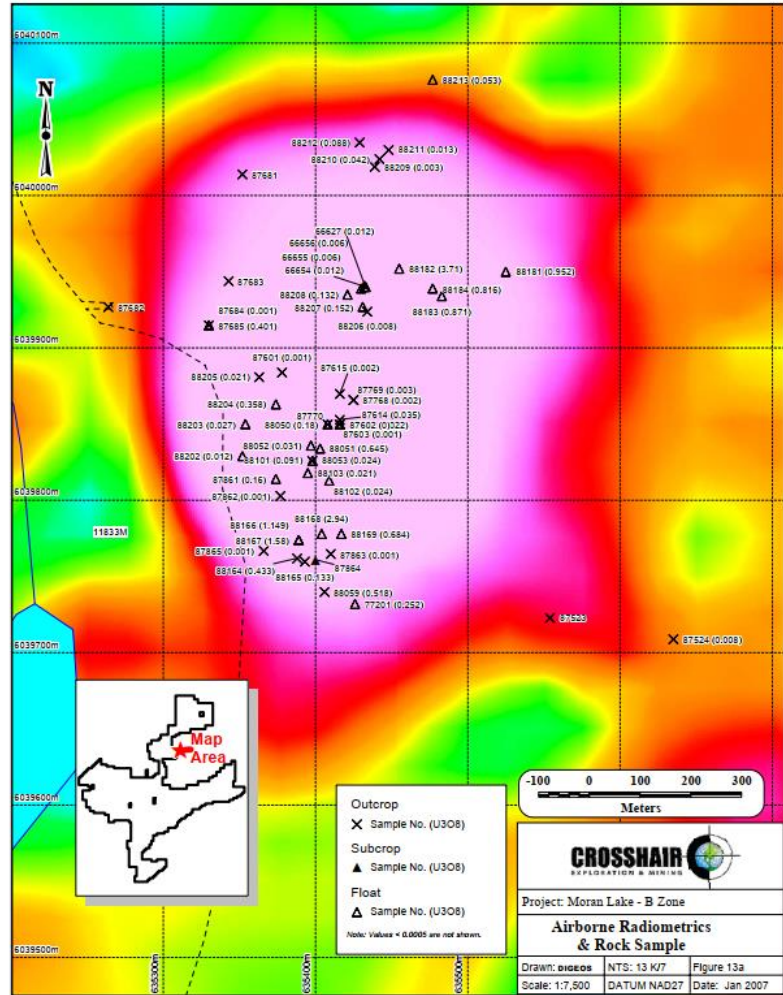 6040100m
88213 (0.053)
N
88212 (0.088)
88211 (0.013)
88210 (0.042)
88209 (0.003)
87681
6040000m
66627 (0.012)
66656 (0.006)
66655 (0.006)
66654 (0.012)
88182 (3.71)
88181 (0.952)
87683
88208 (0.132)
88184 (0.816)
88183 (0.871)
87682
87684 (0.001)
88207 (0.152)
88206 (0.008)
87685 (0.401)
6039900m
87601 (0.001)
87615 (0.002)
88205 (0.021)
87769 (0.003)
87768 (0.002)
88204 (0.358)
87770
87614 (0.035)
88203 (0.027)
88050 (0.18)
87602 (0.022)
87603 (0.001)
88052 (0.031)
88051 (0.645)
88202 (0.012)
88101 (0.091)
88053 (0.024)
88103 (0.021)
87861 (0.16)
88102 (0.024)
87862 (0.001)
6039800m
88166 (1.149)
88168 (2.94)
11833M
88167 (1.58)
88169 (0.684)
87865 (0.001)
87863 (0.001)
88164 (0.433)
87864
88165 (0.133)
88059 (0.518)
77201 (0.252)
87523
87524 (0.008)
6039700m
Map
Area
-100 0 100 200 300
Meters
6039600m
Outcrop
Sample No. (U3O8)
Subcrop
Sample No. (U3O8)
Float
Sample No. (U3O8)
Note: Values < 0.0005 are not shown.
CROSSHAIR
EXPLORATION & MINING
Project: Moran Lake - B Zone
Airborne Radiometrics
& Rock Sample
Drawn: DIGEOS NTS: 13 K/7 Figure 13a
Scale: 1:7,500 DATUM NAD27 Date: Jan 2007
6039500m
635300m
635400m
635500m